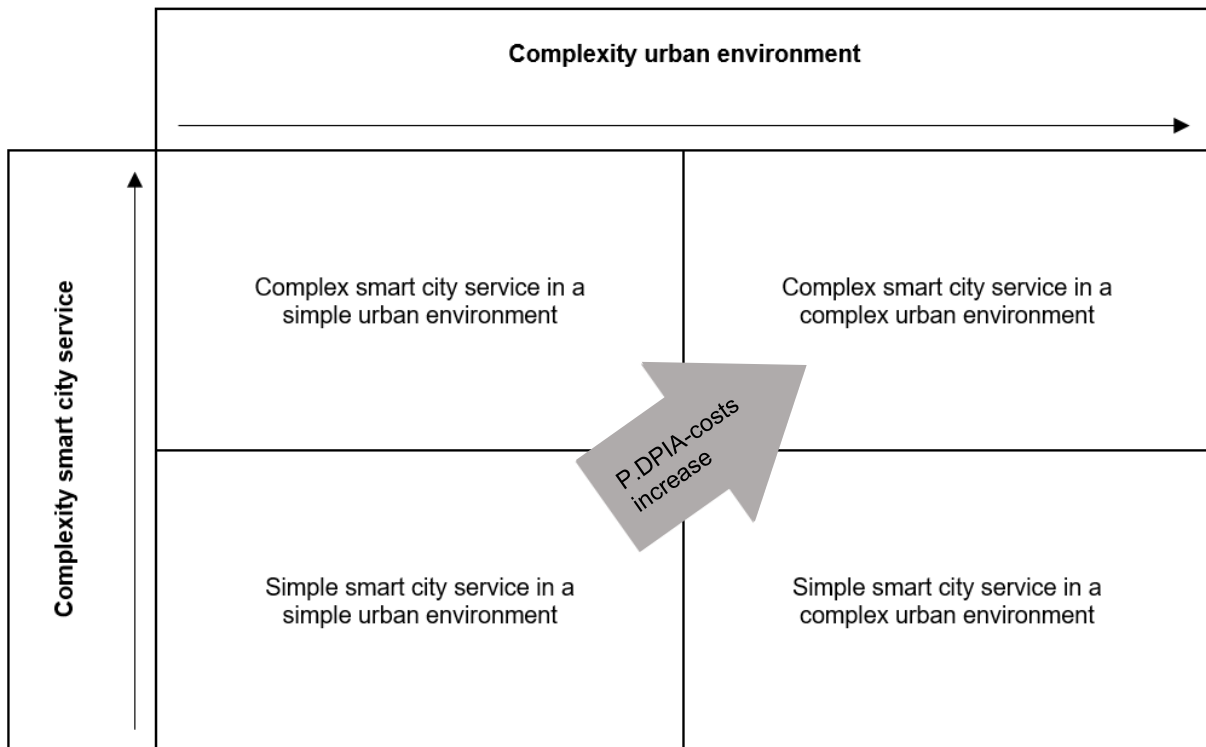 Complexity urban environment
Complexity smart city service
Complex smart city service in a
simple urban environment
Complex smart city service in a
complex urban environment
P.DPIA-costs
increase
Simple smart city service in a
simple urban environment
Simple smart city service in a
complex urban environment